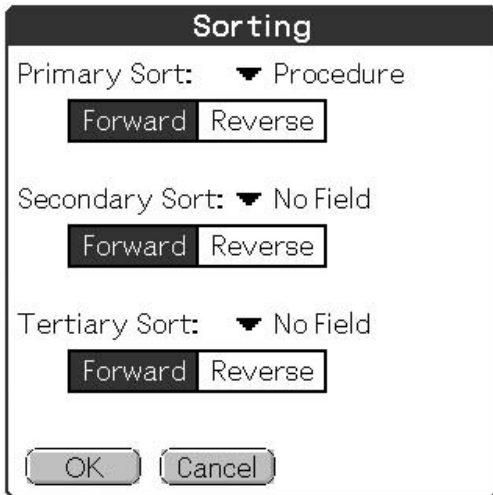 Sorting
Primary Sort: Procedure
Forward Reverse
Secondary Sort: No Field
Forward Reverse
Tertiary Sort: No Field
Forward Reverse
OK Cancel